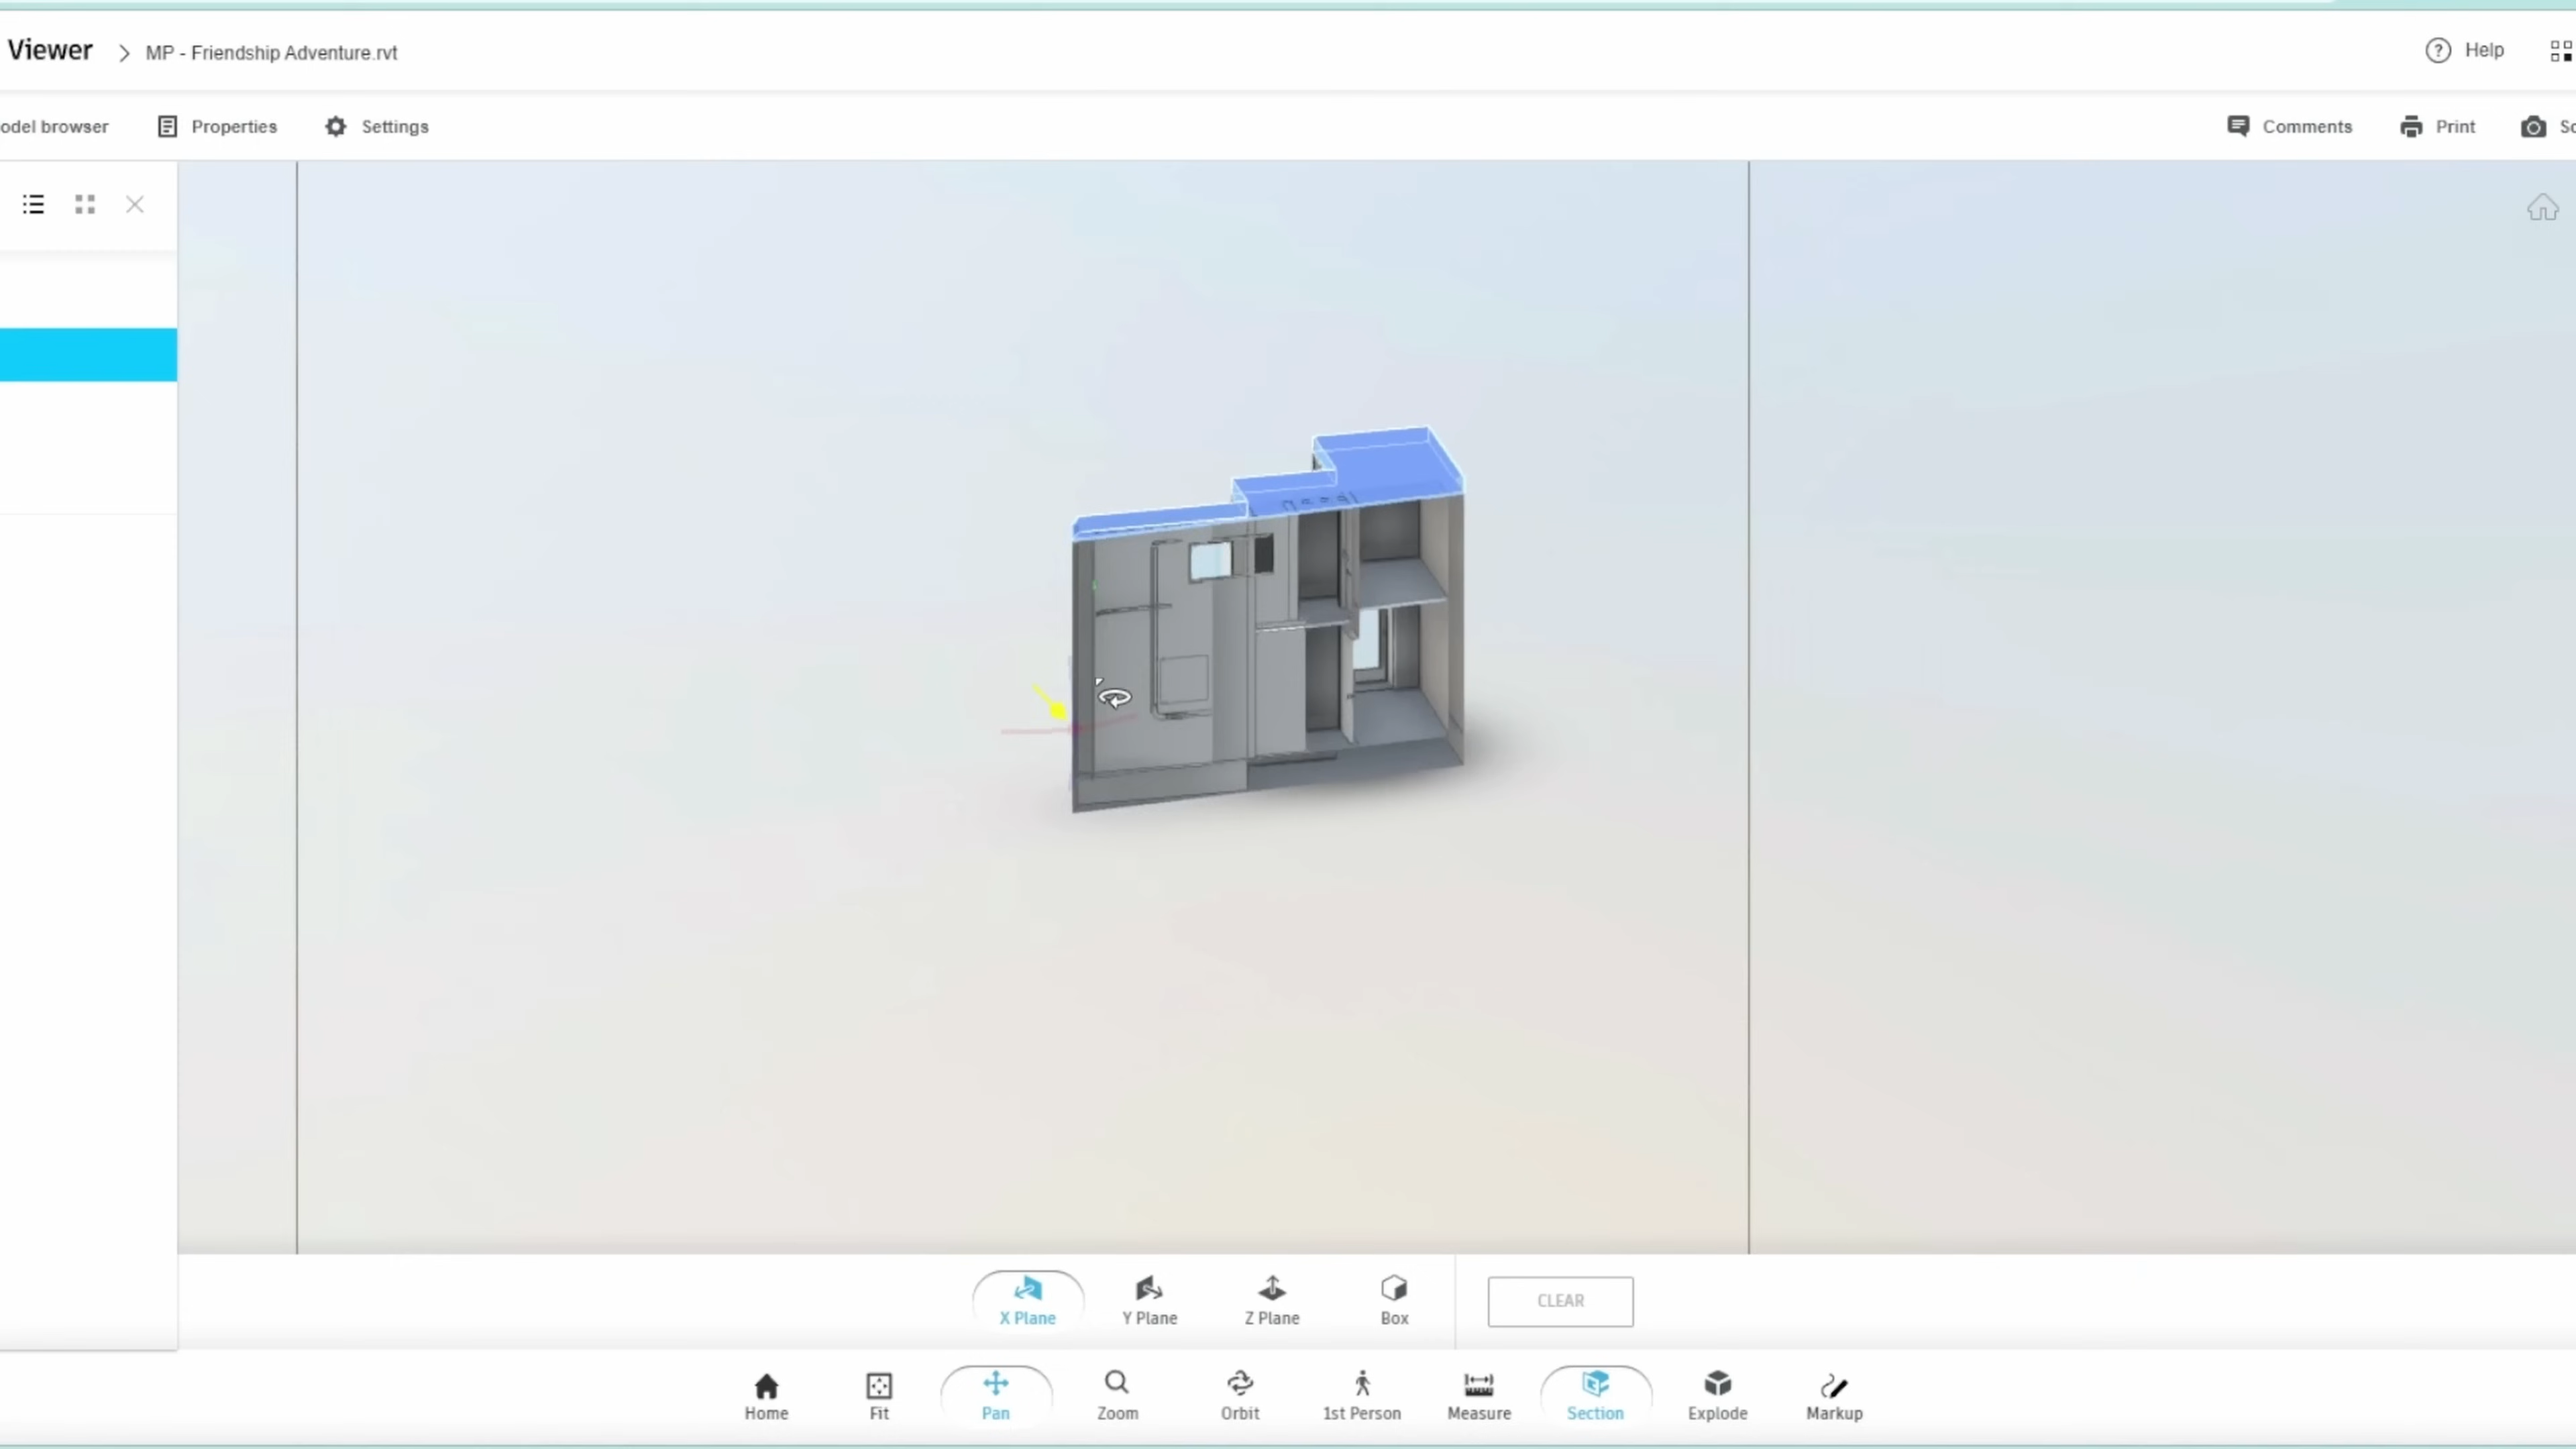 Viewer > MP - Friendship Adventure.rvt
Help
odel browser
Properties
Settings
Comments
Print
Sc
X Plane
Y Plane
Z Plane
Box
CLEAR
Home
Fit
Pan
Zoom
Orbit
1st Person
Measure
Section
Explode
Markup